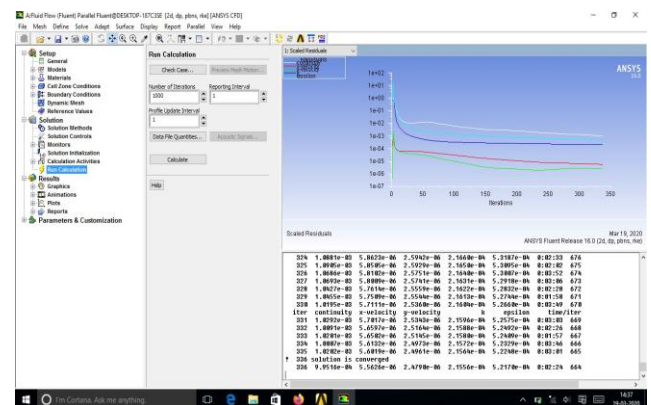 A:Fluid Flow (Fluent) Parallel Fluent@DESKTOP-187C3SE [2d, dp, pbns, rke] [ANSYS CFD]
File Mesh Define Solve Adapt Surface Display Report Parallel View Help
Setup
General
Models
Materials
Cell Zone Conditions
Boundary Conditions
Dynamic Mesh
Reference Values
Solution
Solution Methods
Solution Controls
Monitors
Solution Initialization
Calculation Activities
Run Calculation
Results
Graphics
Animations
Plots
Reports
Parameters & Customization
Run Calculation
Check Case...
Preview Mesh Motion...
Number of Iterations
Reporting Interval
1000
1
Profile Update Interval
1
Data File Quantities...
Acoustic Signals...
Calculate
Help
1: Scaled Residuals
ANSYS
1e+02
1e+01
1e+00
1e-01
1e-02
1e-03
1e-04
1e-05
1e-06
1e-07
0 50 100 150 200 250 300 350
Iterations
Scaled Residuals
Mar 19, 2020
ANSYS Fluent Release 16.0 (2d, dp, pbns, rke)
324 1.0881e-03 5.8623e-06 2.5942e-06 2.1660e-04 5.3187e-04 0:02:33 676
325 1.0905e-03 5.8505e-06 2.5929e-06 2.1650e-04 5.3095e-04 0:02:02 675
326 1.0686e-03 5.8102e-06 2.5751e-06 2.1640e-04 5.3007e-04 0:03:52 674
327 1.0693e-03 5.8009e-06 2.5741e-06 2.1631e-04 5.2918e-04 0:03:06 673
328 1.0427e-03 5.7614e-06 2.5559e-06 2.1622e-04 5.2832e-04 0:02:28 672
329 1.0455e-03 5.7509e-06 2.5544e-06 2.1613e-04 5.2744e-04 0:01:58 671
330 1.0195e-03 5.7111e-06 2.5360e-06 2.1604e-04 5.2660e-04 0:03:49 670
iter continuity x-velocity y-velocity k epsilon time/iter
331 1.0292e-03 5.7017e-06 2.5343e-06 2.1596e-04 5.2575e-04 0:03:03 669
332 1.0091e-03 5.6597e-06 2.5164e-06 2.1588e-04 5.2492e-04 0:02:26 668
333 1.0201e-03 5.6502e-06 2.5145e-06 2.1580e-04 5.2409e-04 0:01:57 667
334 1.0007e-03 5.6132e-06 2.4973e-06 2.1572e-04 5.2329e-04 0:03:46 666
335 1.0202e-03 5.6019e-06 2.4961e-06 2.1564e-04 5.2248e-04 0:03:01 665
! 336 solution is converged
336 9.9516e-04 5.5626e-06 2.4790e-06 2.1556e-04 5.2170e-04 0:02:24 664
I'm Cortana. Ask me anything.
14:37
19-03-2020